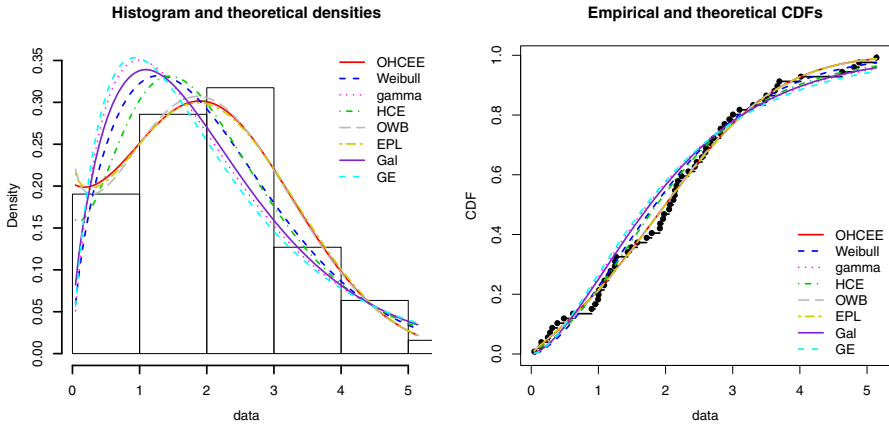 Histogram and theoretical densities
Density
0.00
0.05
0.10
0.15
0.20
0.25
0.30
0.35
0
1
2
3
4
5
data
OHCEE
Weibull
gamma
HCE
OWB
EPL
Gal
GE
Empirical and theoretical CDFs
CDF
0.0
0.2
0.4
0.6
0.8
1.0
0
1
2
3
4
5
data
OHCEE
Weibull
gamma
HCE
OWB
EPL
Gal
GE